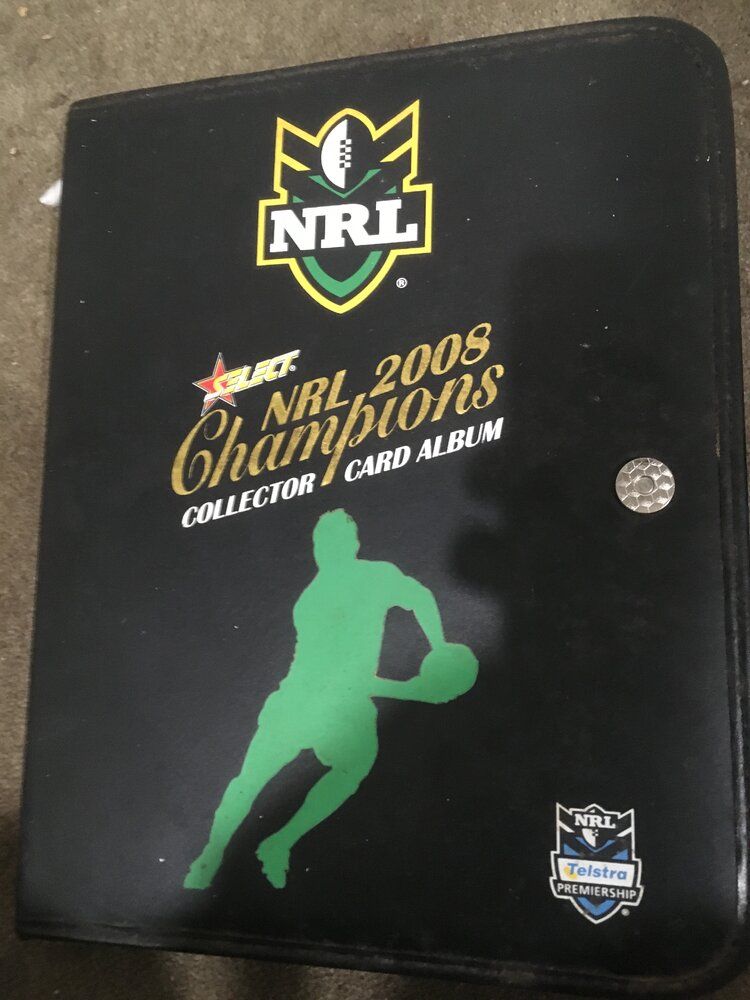 NRL
®
SELECT
NRL 2008
Champions
COLLECTOR CARD ALBUM
NRL
Telstra
PREMIERSHIP
®